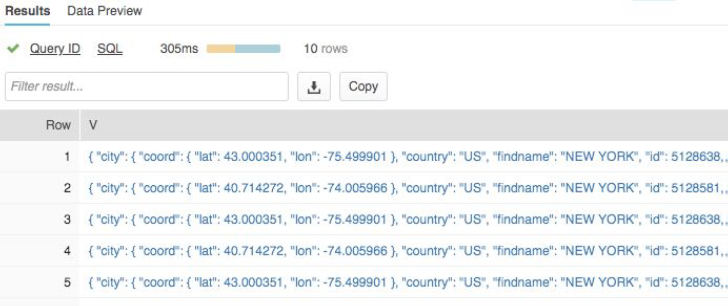 Results Data Preview
Query ID SQL 305ms 10 rows
Filter result... Copy
Row V
1 { "city": { "coord": { "lat": 43.000351, "lon": -75.499901 }, "country": "US", "findname": "NEW YORK", "id": 5128638,
2 { "city": { "coord": { "lat": 40.714272, "lon": -74.005966 }, "country": "US", "findname": "NEW YORK", "id": 5128581,
3 { "city": { "coord": { "lat": 43.000351, "lon": -75.499901 }, "country": "US", "findname": "NEW YORK", "id": 5128638,
4 { "city": { "coord": { "lat": 40.714272, "lon": -74.005966 }, "country": "US", "findname": "NEW YORK", "id": 5128581,
5 { "city": { "coord": { "lat": 43.000351, "lon": -75.499901 }, "country": "US", "findname": "NEW YORK", "id": 5128638,